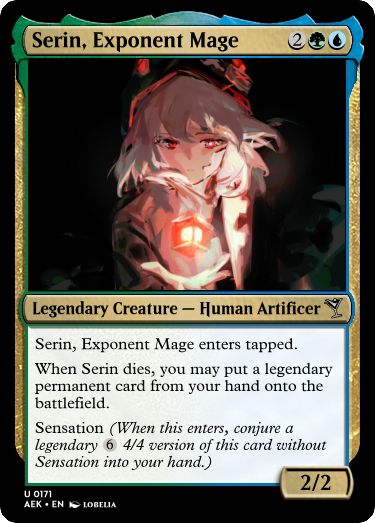 Serin, Exponent Mage 2
Legendary Creature — Human Artificer
Serin, Exponent Mage enters tapped.
When Serin dies, you may put a legendary
permanent card from your hand onto the
battlefield.
Sensation (When this enters, conjure a
legendary 6 4/4 version of this card without
Sensation into your hand.)
2/2
U 0171
AEK • EN LOBELIA